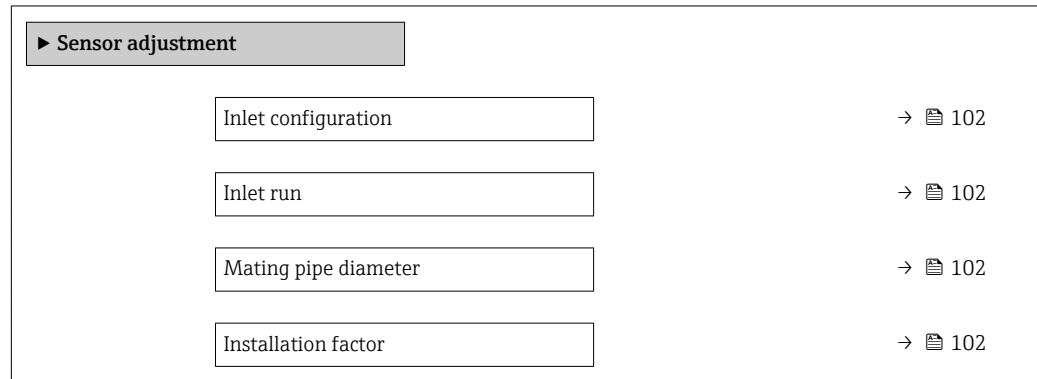 ► Sensor adjustment
Inlet configuration → 102
Inlet run → 102
Mating pipe diameter → 102
Installation factor → 102